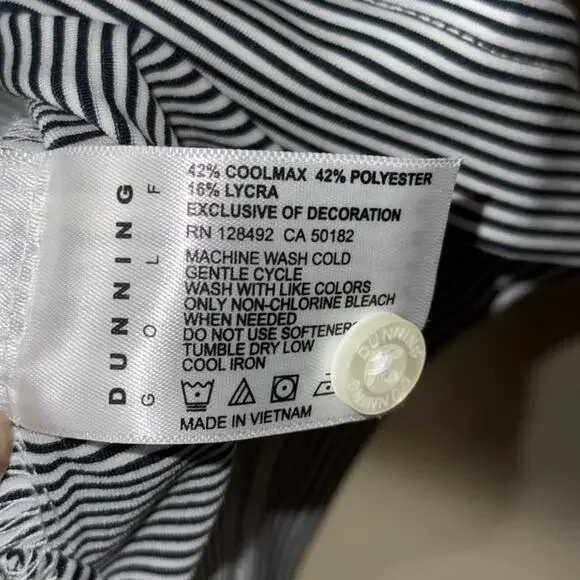 DUNNING
GOLF
42% COOLMAX 42% POLYESTER
16% LYCRA
EXCLUSIVE OF DECORATION
RN 128492 CA 50182
MACHINE WASH COLD
GENTLE CYCLE
WASH WITH LIKE COLORS
ONLY NON-CHLORINE BLEACH
WHEN NEEDED
DO NOT USE SOFTENER
TUMBLE DRY LOW
COOL IRON
MADE IN VIETNAM
DUNNING
DUNNING